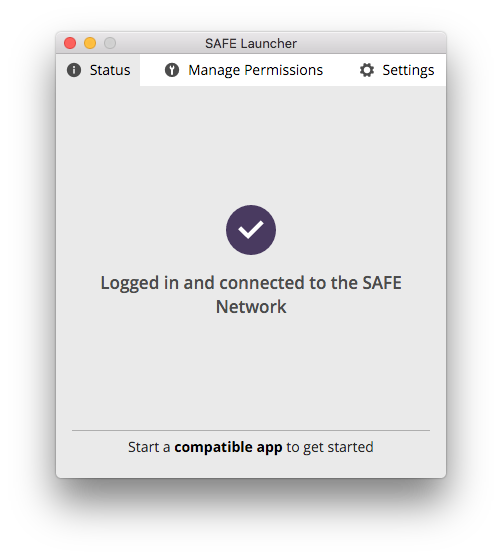 SAFE Launcher
Status Manage Permissions Settings
Logged in and connected to the SAFE
Network
Start a compatible app to get started